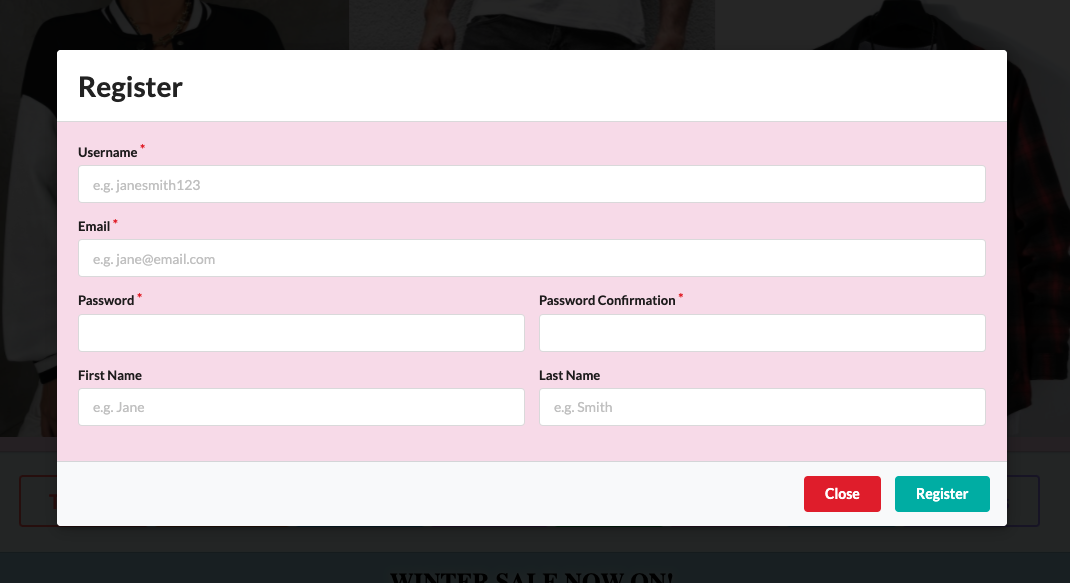 Register
Username *
e.g. janesmith123
Email *
e.g. jane@email.com
Password * Password Confirmation *
First Name Last Name
e.g. Jane e.g. Smith
Close Register
WINTER SALE NOW ON!